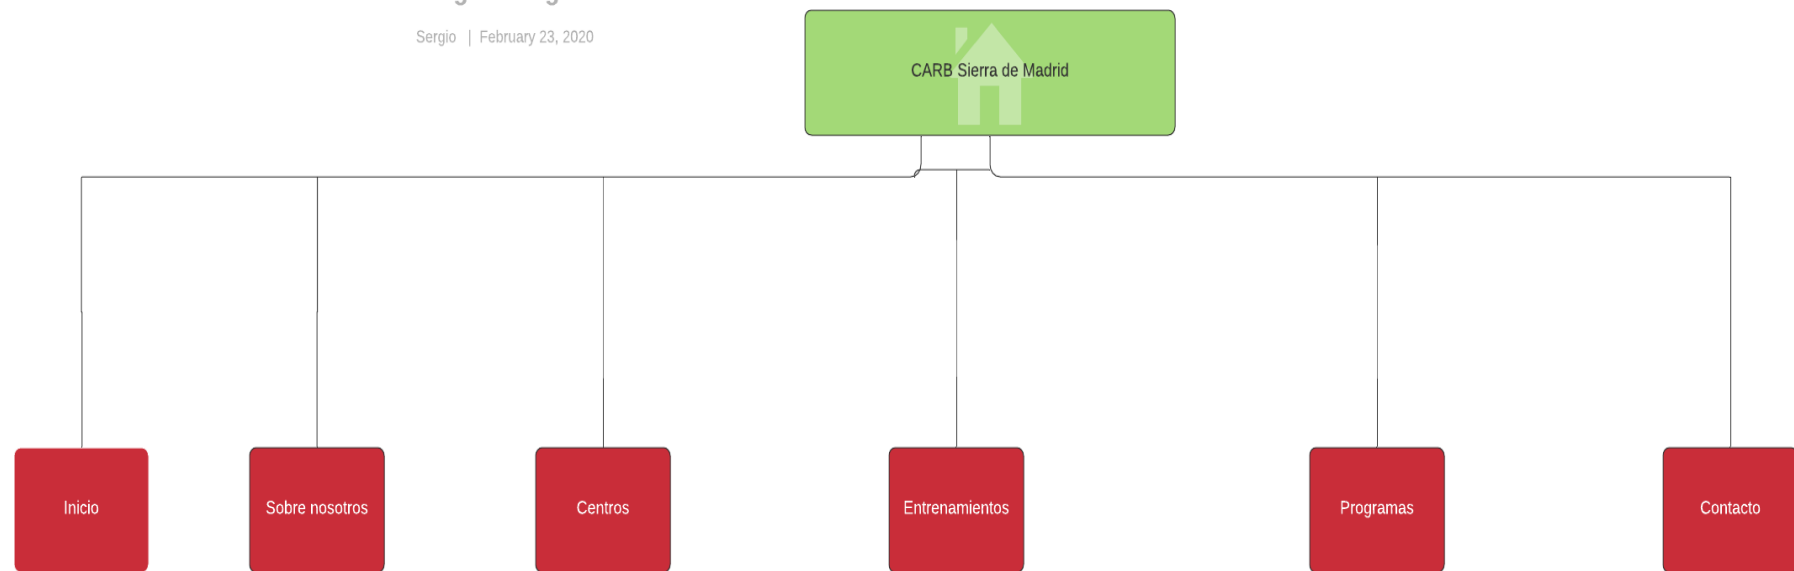 Sergio | February 23, 2020
CARB Sierra de Madrid
Inicio
Sobre nosotros
Centros
Entrenamientos
Programas
Contacto